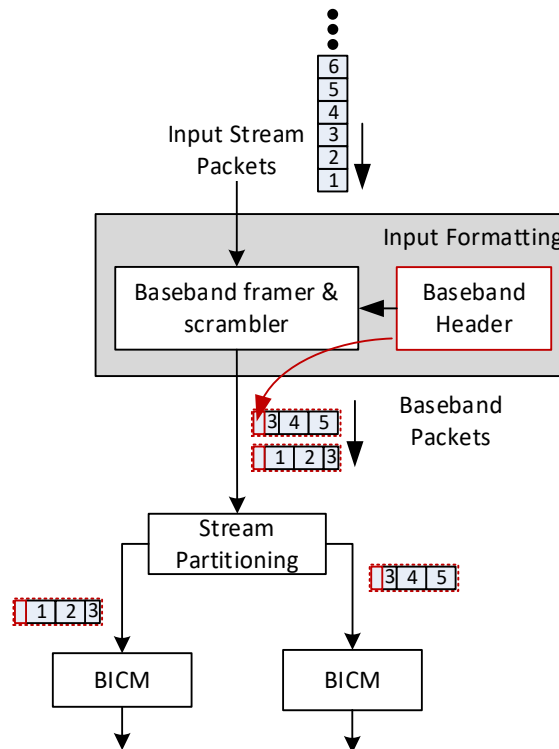 6
5
4
3
2
1
Input Stream
Packets
Input Formatting
Baseband framer &
scrambler
Baseband
Header
3 4 5
1 2 3
Baseband
Packets
Stream
Partitioning
3 4 5
1 2 3
BICM
BICM